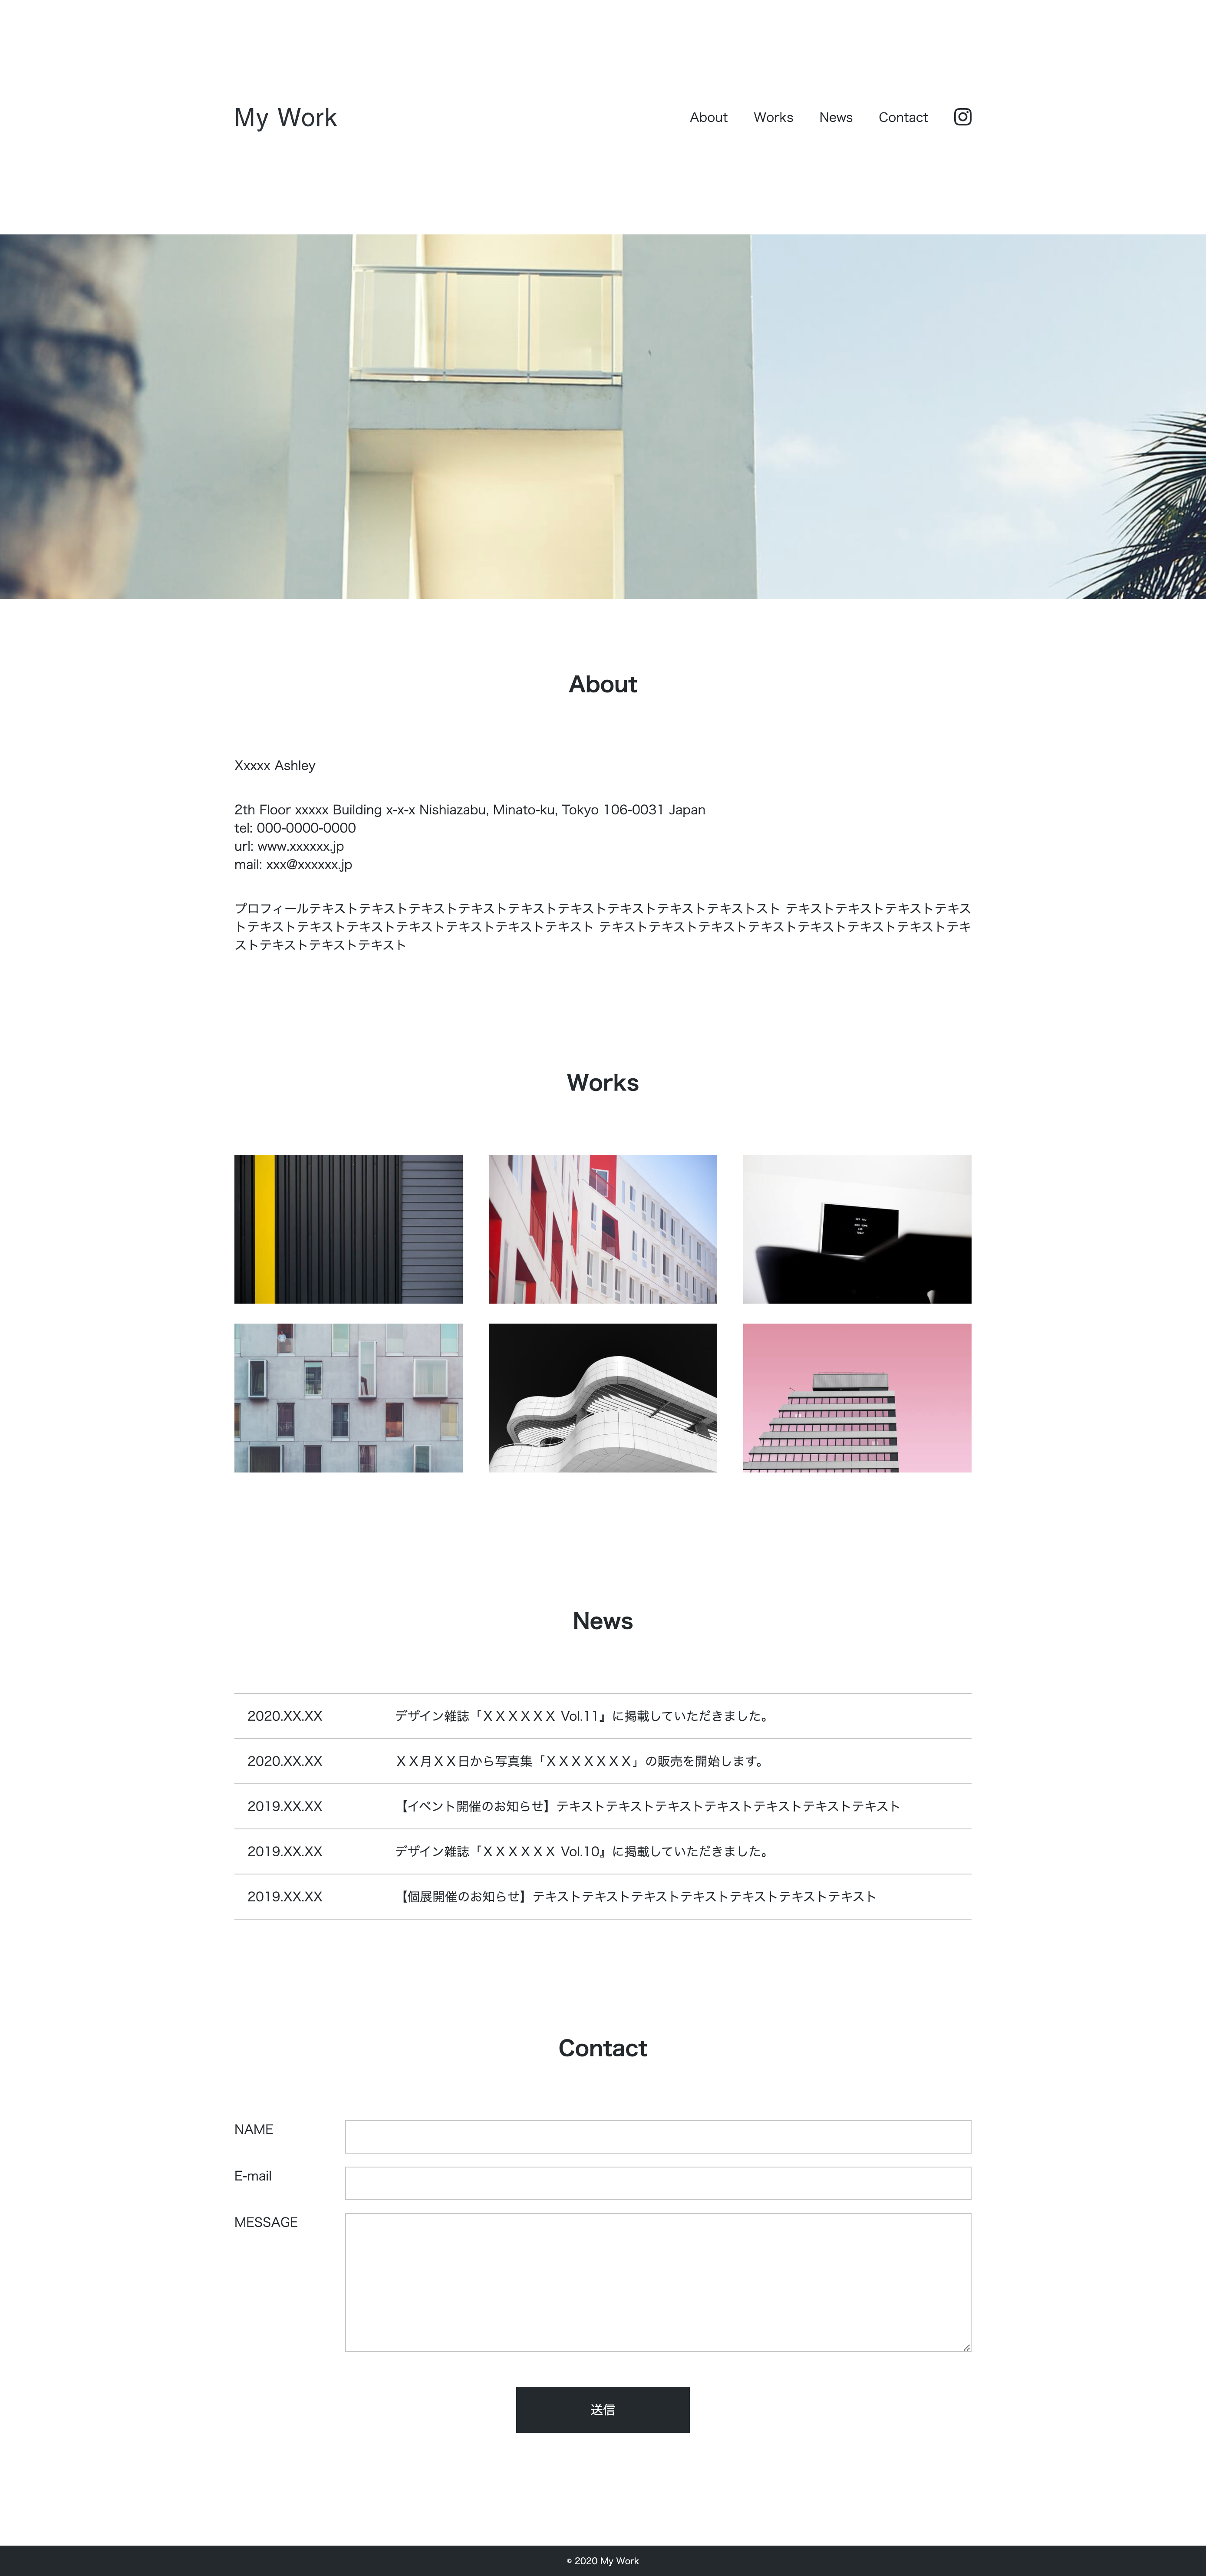 My Work
About Works News Contact
About
Xxxxx Ashley
2th Floor xxxxx Building x-x-x Nishiazabu, Minato-ku, Tokyo 106-0031 Japan
tel: 000-0000-0000
url: www.xxxxxx.jp
mail: xxx@xxxxxx.jp
プロフィールテキストテキストテキストテキストテキストテキストテキストテキストテキストスト テキストテキストテキストテキス
トテキストテキストテキストテキストテキストテキストテキスト テキストテキストテキストテキストテキストテキストテキストテキ
ストテキストテキストテキスト
Works
News
2020.XX.XX デザイン雑誌「ＸＸＸＸＸＸ Vol.11』に掲載していただきました。
2020.XX.XX ＸＸ月ＸＸ日から写真集「ＸＸＸＸＸＸＸ」の販売を開始します。
2019.XX.XX 【イベント開催のお知らせ】テキストテキストテキストテキストテキストテキストテキスト
2019.XX.XX デザイン雑誌「ＸＸＸＸＸＸ Vol.10』に掲載していただきました。
2019.XX.XX 【個展開催のお知らせ】テキストテキストテキストテキストテキストテキストテキスト
Contact
NAME
E-mail
MESSAGE
送信
© 2020 My Work